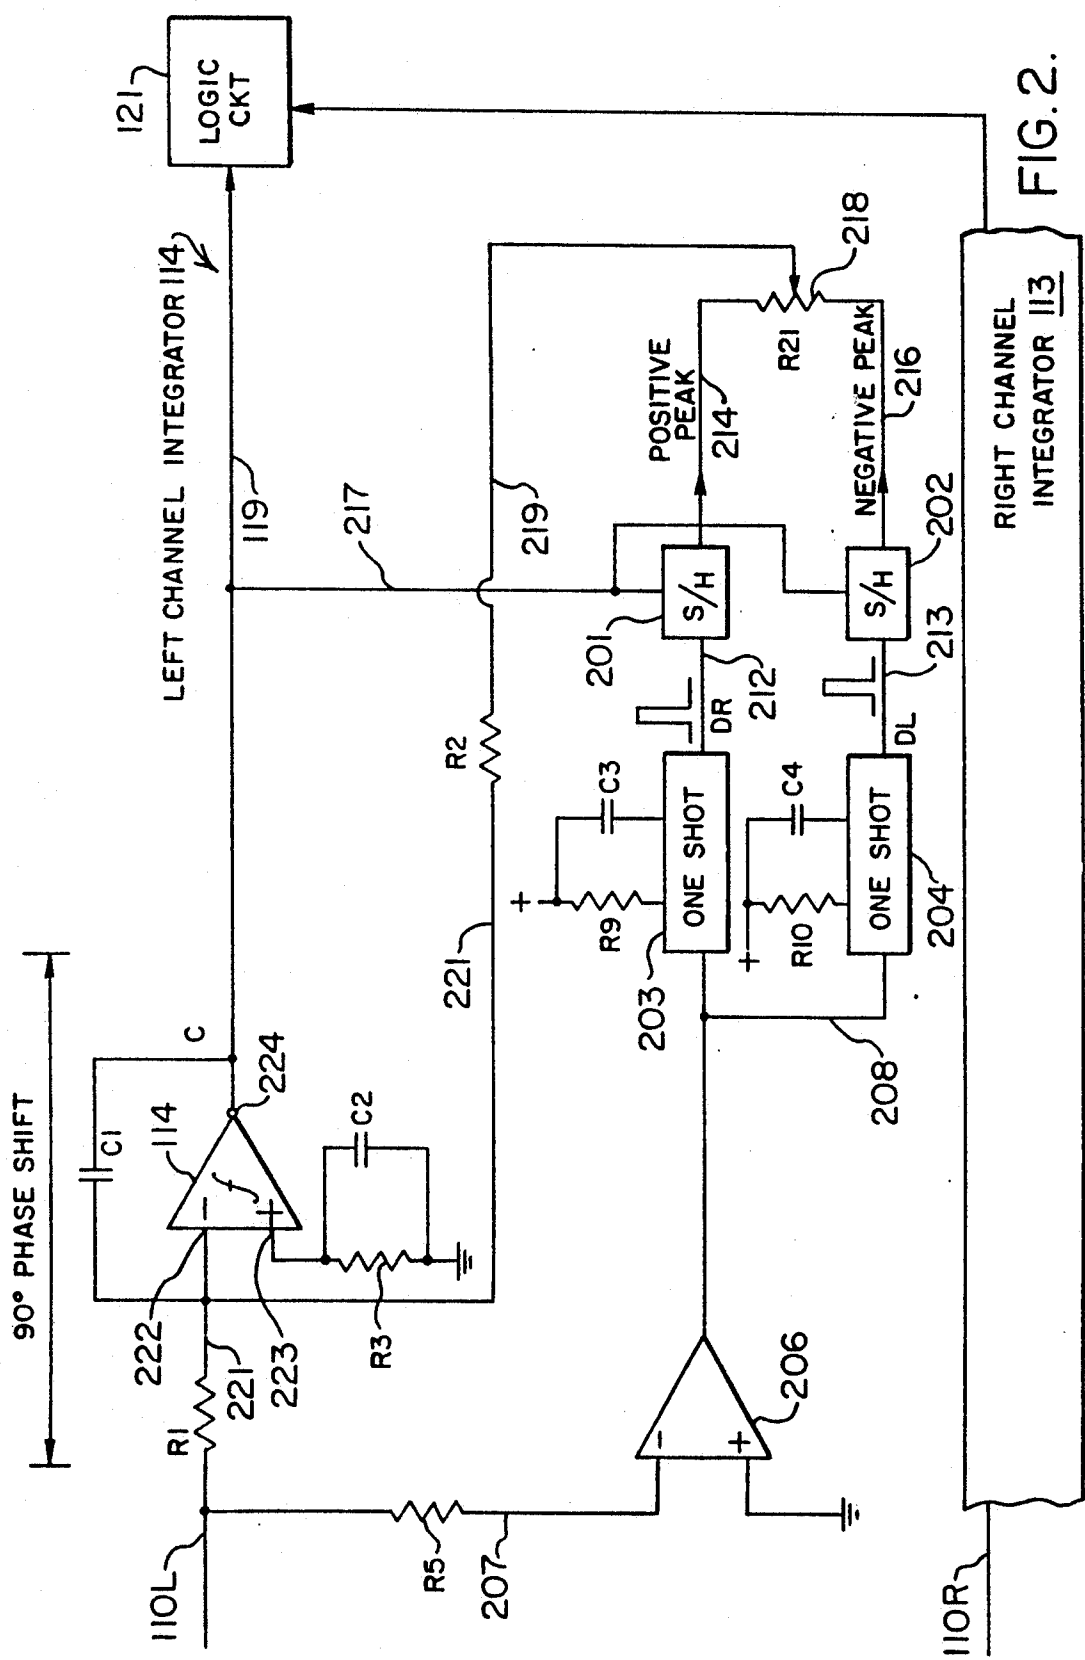 90° PHASE SHIFT
LEFT CHANNEL INTEGRATOR 114
121
LOGIC
CKT
C1
C
114
119
222
−
f
+
224
110L
R1
221
223
C2
R3
217
221
R2
219
R5
207
−
+
206
203
R9
+
C3
ONE SHOT
DR
212
201
S/H
POSITIVE
PEAK
214
R21
218
208
+
R10
C4
ONE SHOT
204
DL
213
S/H
202
NEGATIVE PEAK
216
110R
RIGHT CHANNEL
INTEGRATOR 113
FIG. 2.